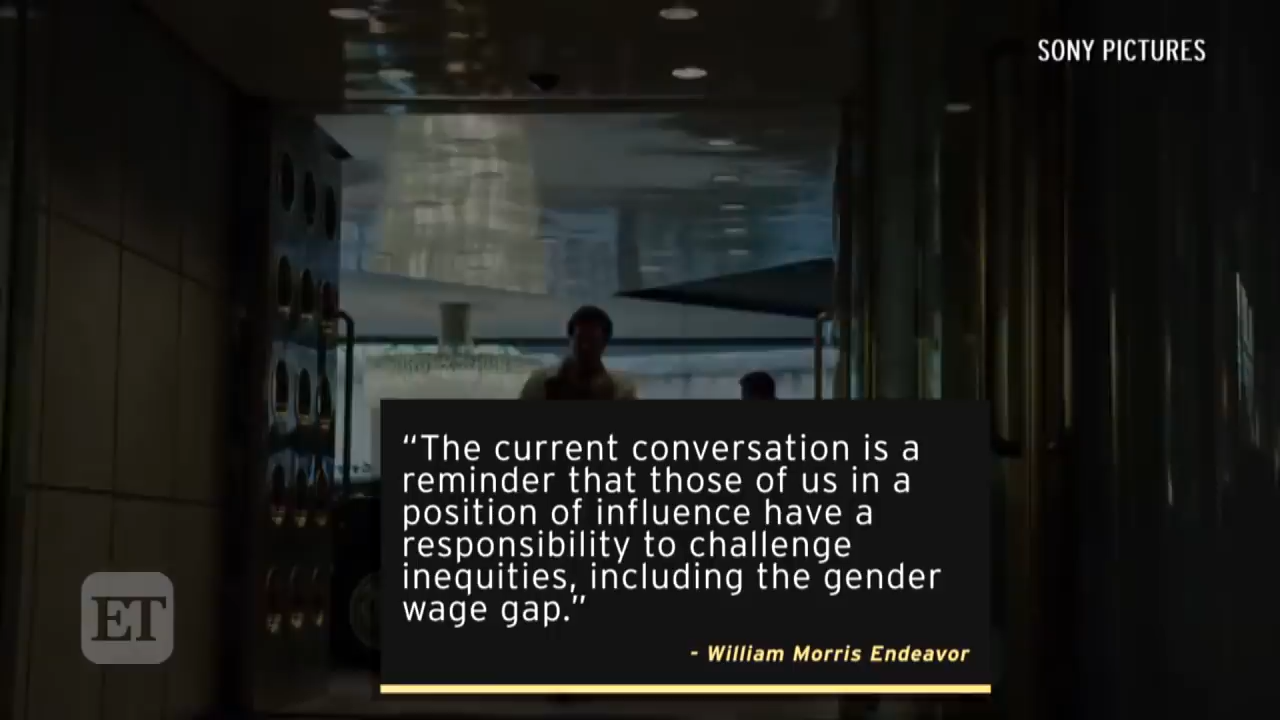 SONY PICTURES
“The current conversation is a
reminder that those of us in a
position of influence have a
responsibility to challenge
inequities, including the gender
wage gap.”
- William Morris Endeavor
ET